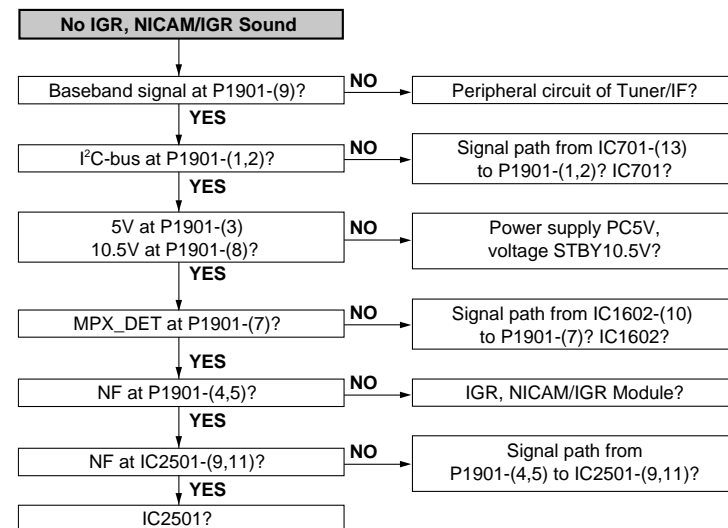 No IGR, NICAM/IGR Sound
Baseband signal at P1901-(9)?
NO
Peripheral circuit of Tuner/IF?
YES
I²C-bus at P1901-(1,2)?
NO
Signal path from IC701-(13)
to P1901-(1,2)? IC701?
YES
5V at P1901-(3)
10.5V at P1901-(8)?
NO
Power supply PC5V,
voltage STBY10.5V?
YES
MPX_DET at P1901-(7)?
NO
Signal path from IC1602-(10)
to P1901-(7)? IC1602?
YES
NF at P1901-(4,5)?
NO
IGR, NICAM/IGR Module?
YES
NF at IC2501-(9,11)?
NO
Signal path from
P1901-(4,5) to IC2501-(9,11)?
YES
IC2501?